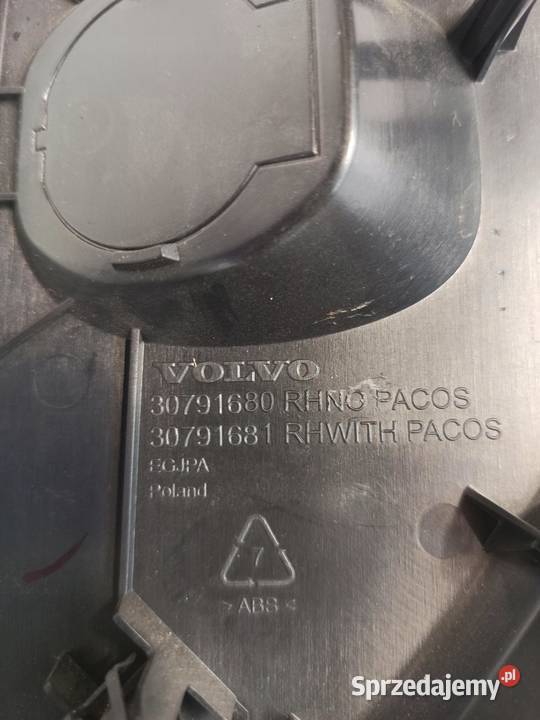 VOLVO
30791680 RHNO PACOS
30791681 RHWITH PACOS
EGJPA
Poland
7
>ABS<
Sprzedajemy.pl